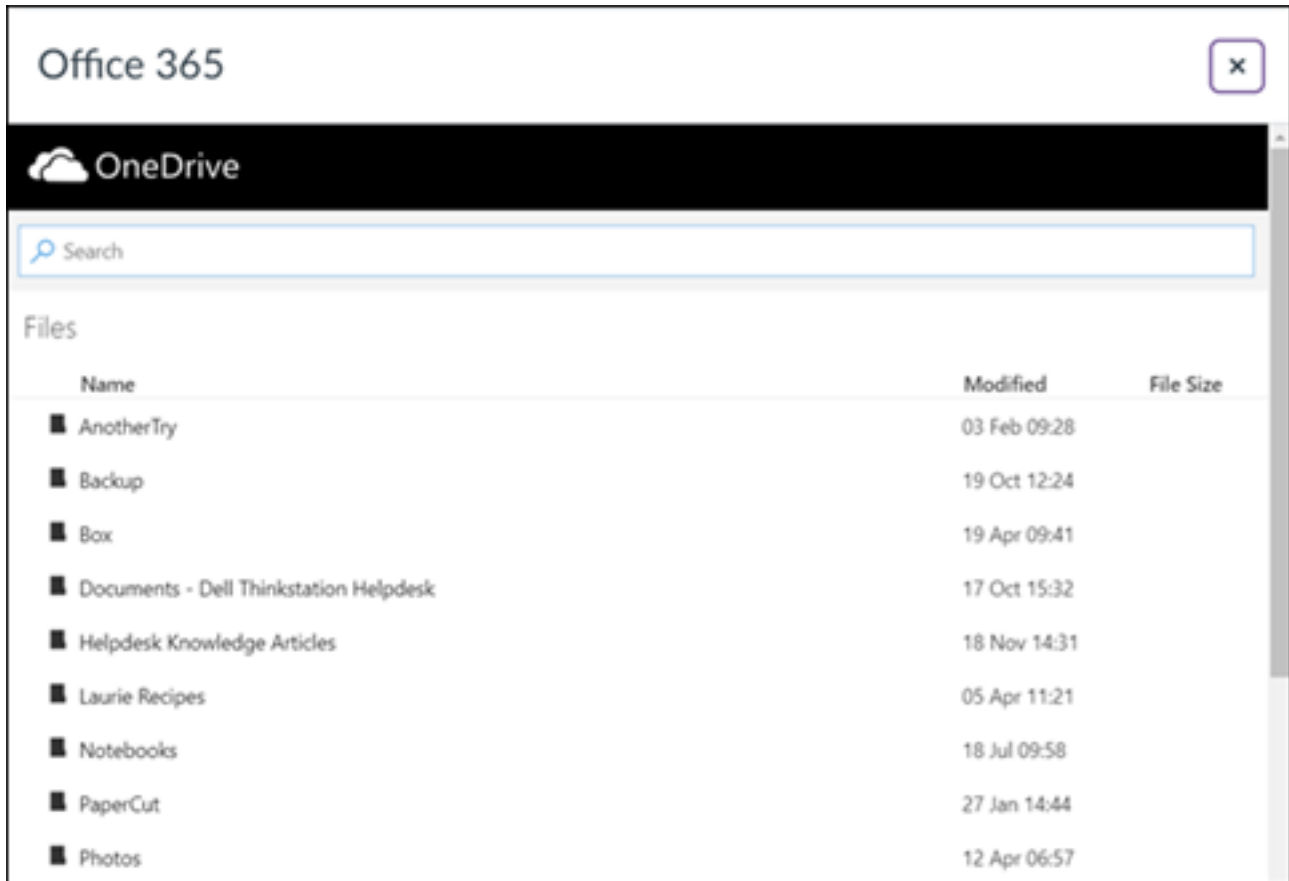 Office 365
OneDrive
Search
Files
Name Modified File Size
AnotherTry 03 Feb 09:28
Backup 19 Oct 12:24
Box 19 Apr 09:41
Documents - Dell Thinkstation Helpdesk 17 Oct 15:32
Helpdesk Knowledge Articles 18 Nov 14:31
Laurie Recipes 05 Apr 11:21
Notebooks 18 Jul 09:58
PaperCut 27 Jan 14:44
Photos 12 Apr 06:57